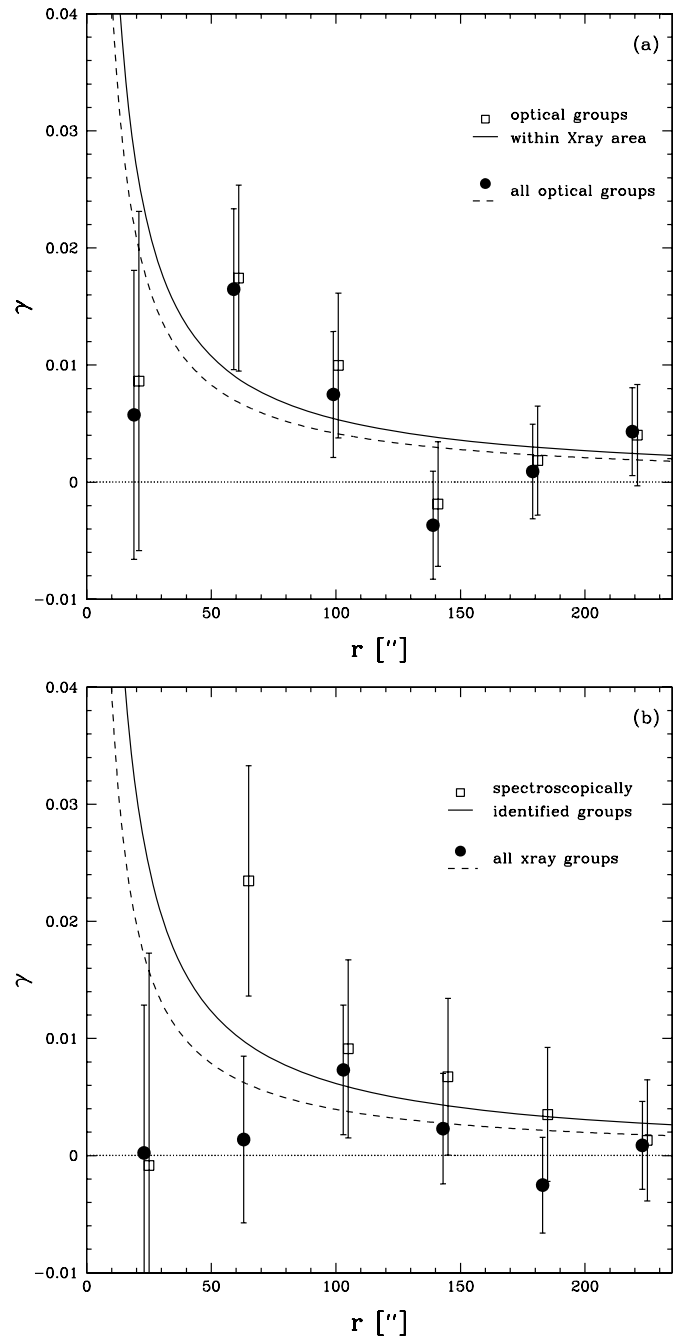 (a)
0.04
0.03
0.02
0.01
0
−0.01
γ
optical groups
within Xray area
all optical groups
0 50 100 150 200
r ["]
(b)
0.04
0.03
0.02
0.01
0
−0.01
γ
spectroscopically
identified groups
all xray groups
0 50 100 150 200
r ["]